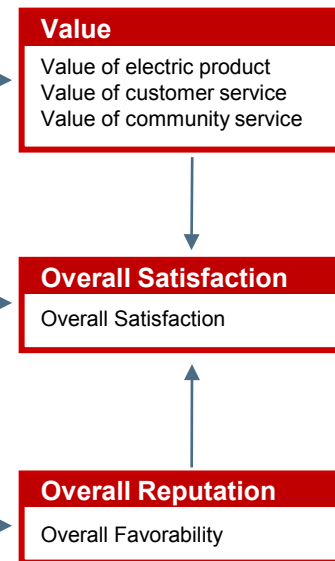 Value
Value of electric product
Value of customer service
Value of community service
Overall Satisfaction
Overall Satisfaction
Overall Reputation
Overall Favorability